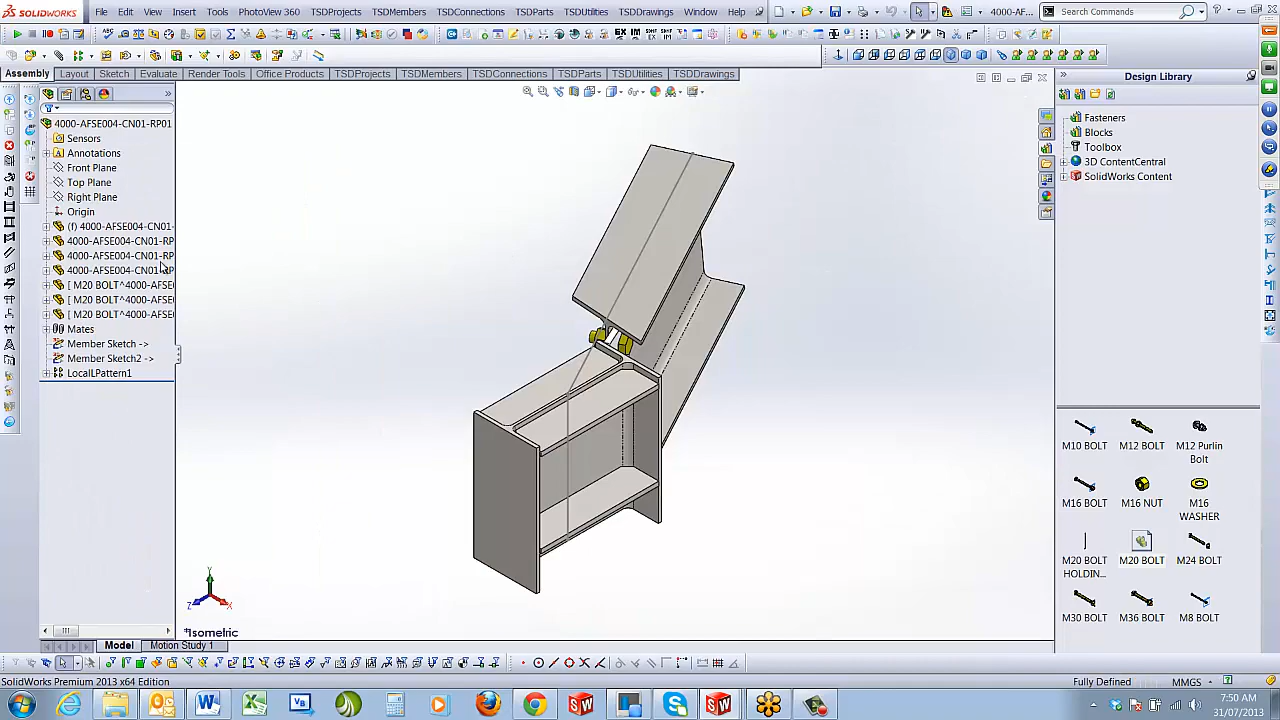 SOLIDWORKS File Edit View Insert Tools PhotoView 360 TSDProjects TSDMembers TSDConnections TSDParts TSDUtilities TSDDrawings Window Help 4000-AF... Search Commands
EX IM
Assembly Layout Sketch Evaluate Render Tools Office Products TSDProjects TSDMembers TSDConnections TSDParts TSDUtilities TSDDrawings
Design Library
4000-AFSE004-CN01-RP01
Sensors
Annotations
Front Plane
Top Plane
Right Plane
Origin
(f) 4000-AFSE004-CN01-
4000-AFSE004-CN01-RP
4000-AFSE004-CN01-RP
4000-AFSE004-CN01-RP
[ M20 BOLT^4000-AFSE
[ M20 BOLT^4000-AFSE
[ M20 BOLT^4000-AFSE
Mates
Member Sketch ->
Member Sketch2 ->
LocalLPattern1
Fasteners
Blocks
Toolbox
3D ContentCentral
SolidWorks Content
M10 BOLT M12 BOLT M12 Purlin Bolt
M16 BOLT M16 NUT M16 WASHER
M20 BOLT HOLDIN... M20 BOLT M24 BOLT
M30 BOLT M36 BOLT M8 BOLT
Y
Z X
*Isometric
Model Motion Study 1
SolidWorks Premium 2013 x64 Edition Fully Defined MMGS
7:50 AM
31/07/2013